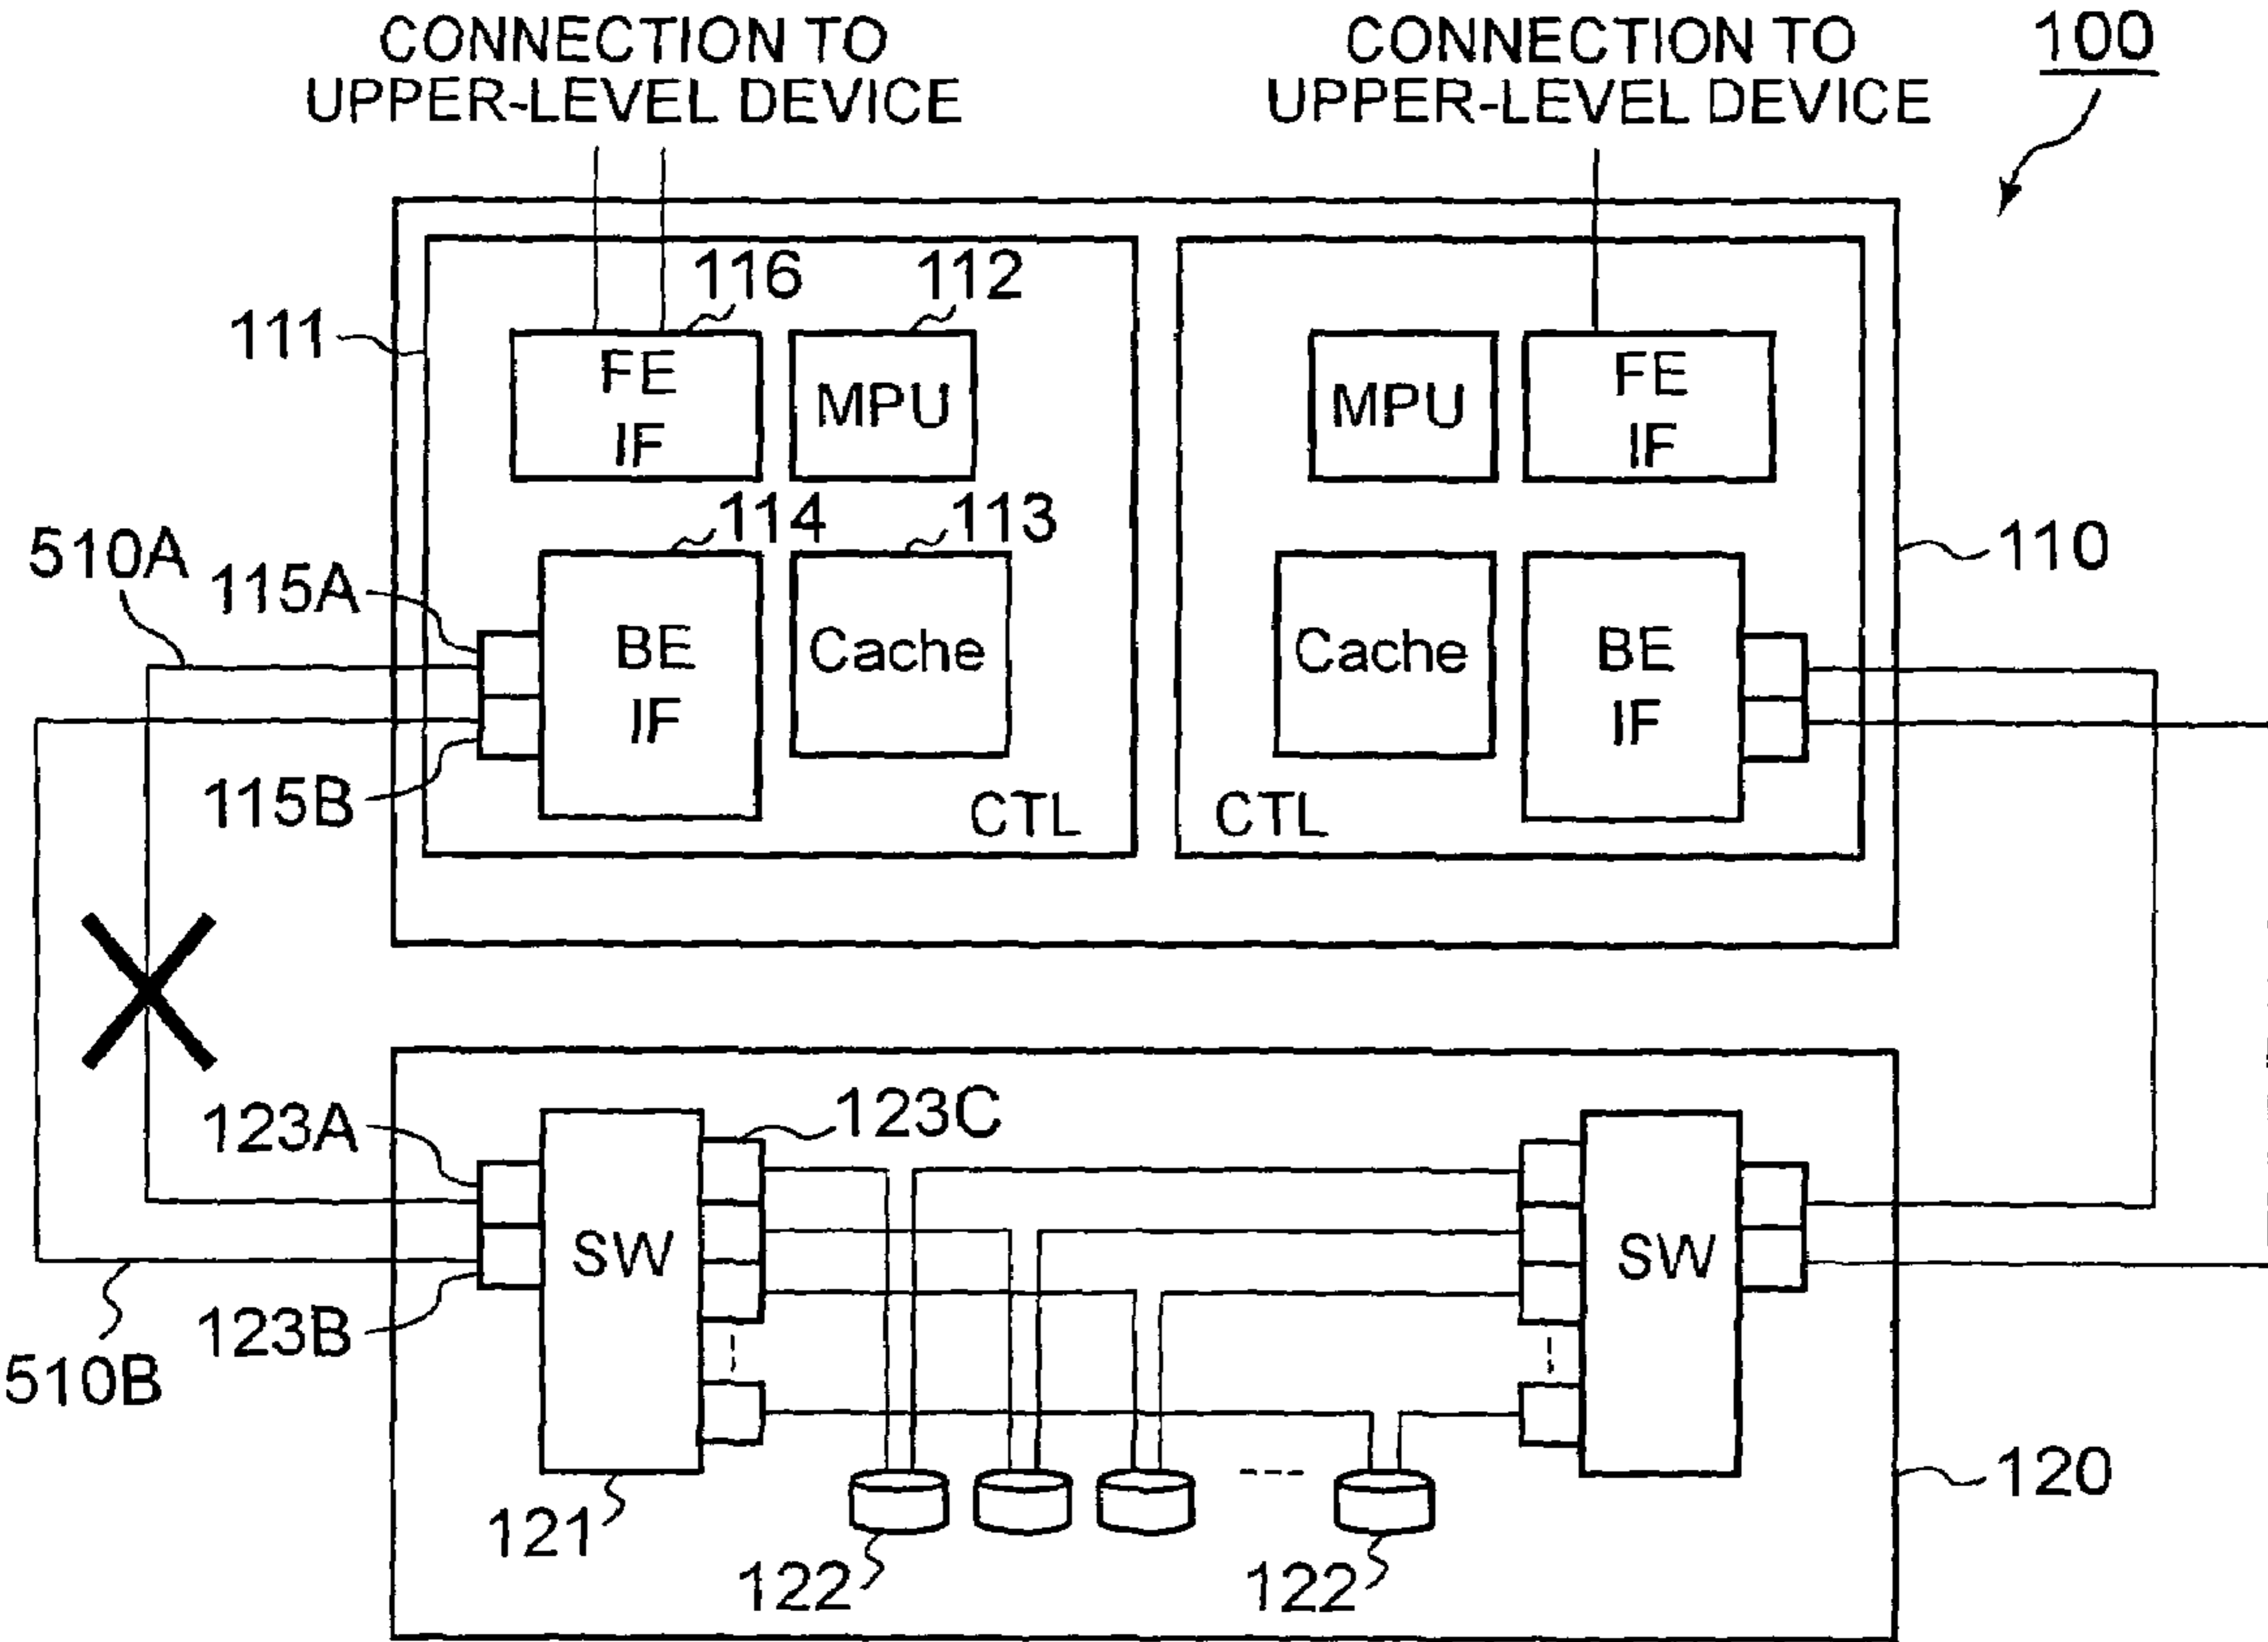 CONNECTION TO
UPPER-LEVEL DEVICE
CONNECTION TO
UPPER-LEVEL DEVICE
100
116
112
111
FE
IF
MPU
MPU
FE
IF
114
113
510A
115A
110
BE
IF
Cache
Cache
BE
IF
115B
CTL
CTL
123A
123C
SW
SW
123B
510B
120
121
122
122